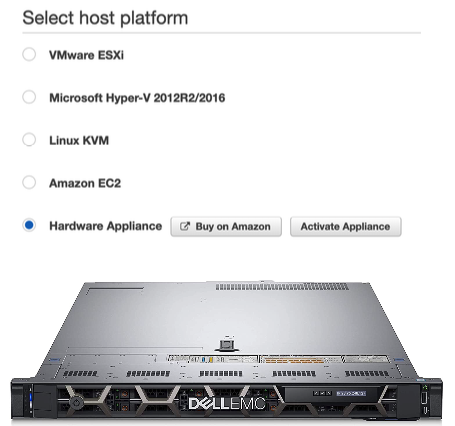 Select host platform
VMware ESXi
Microsoft Hyper-V 2012R2/2016
Linux KVM
Amazon EC2
Hardware Appliance Buy on Amazon Activate Appliance
DELLEMC